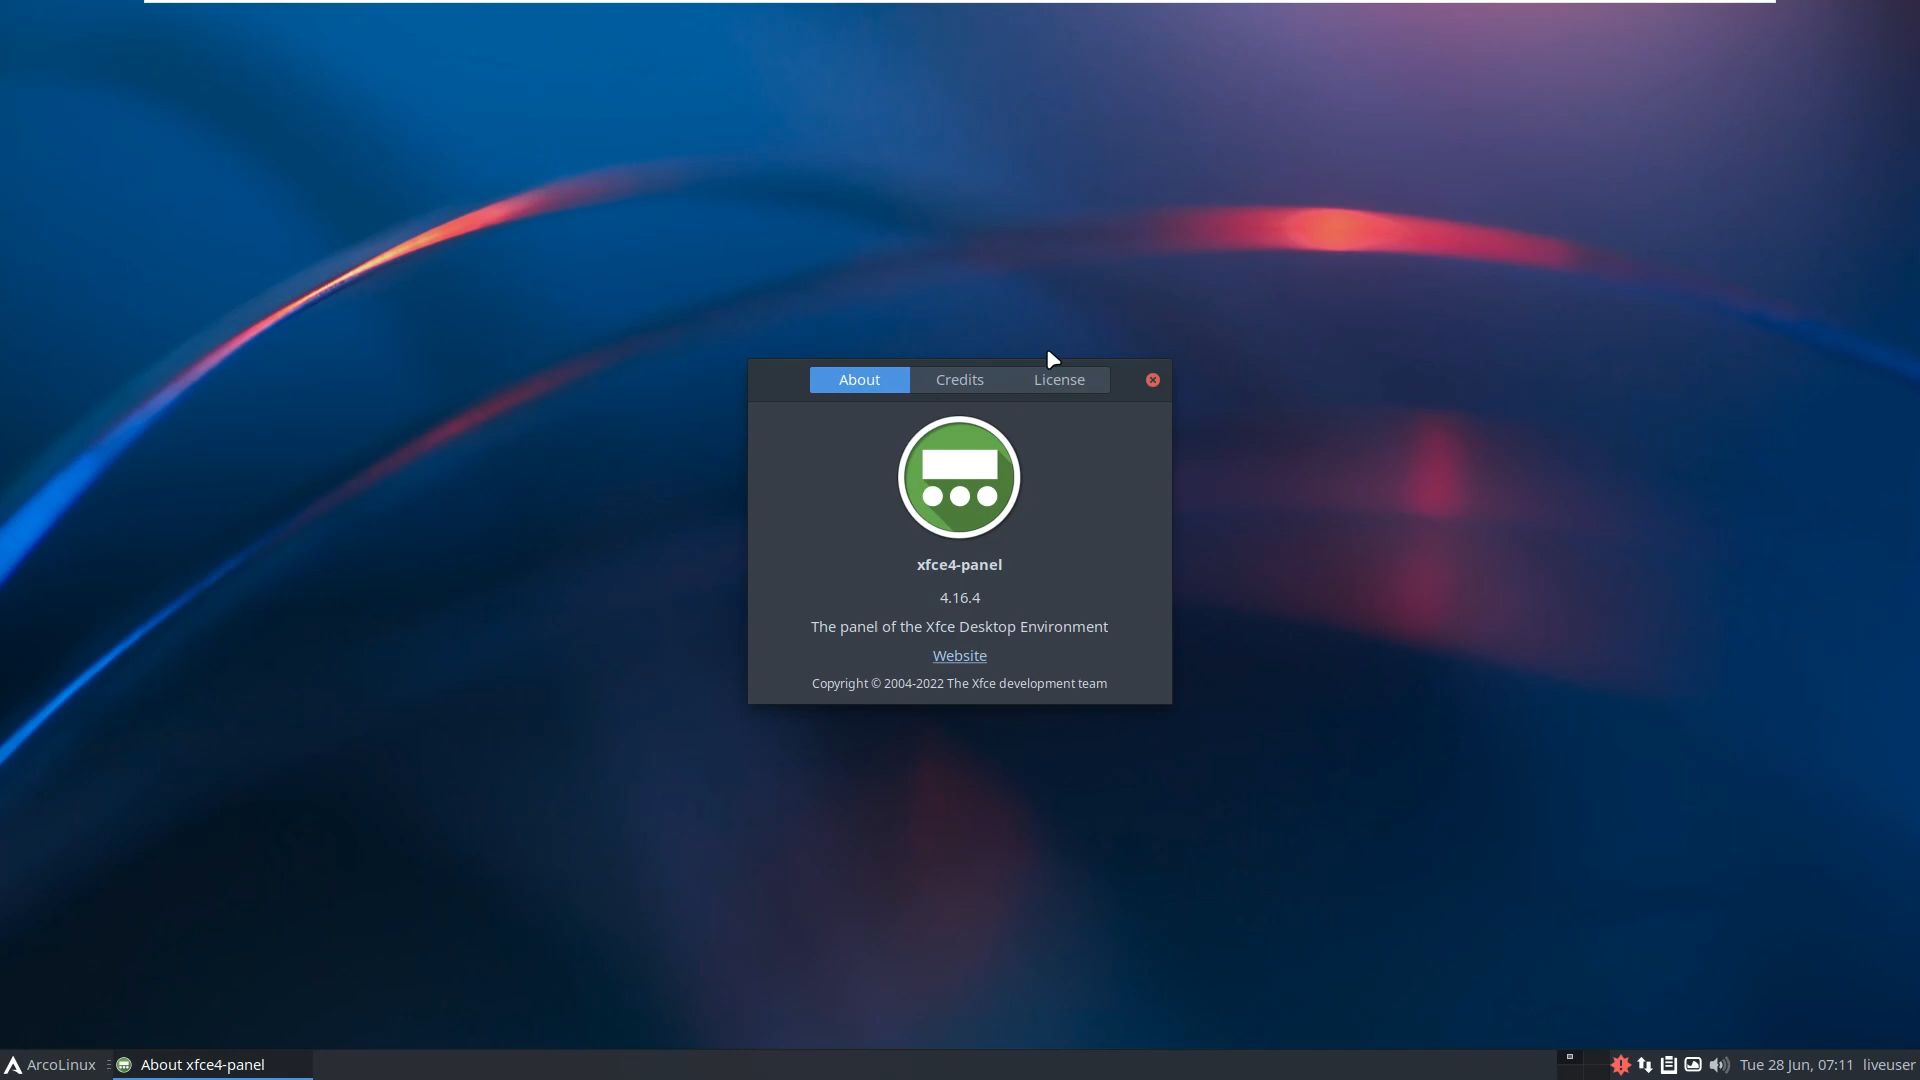 About
Credits
License
xfce4-panel
4.16.4
The panel of the Xfce Desktop Environment
Website
Copyright © 2004-2022 The Xfce development team
ArcoLinux
About xfce4-panel
Tue 28 Jun, 07:11
liveuser